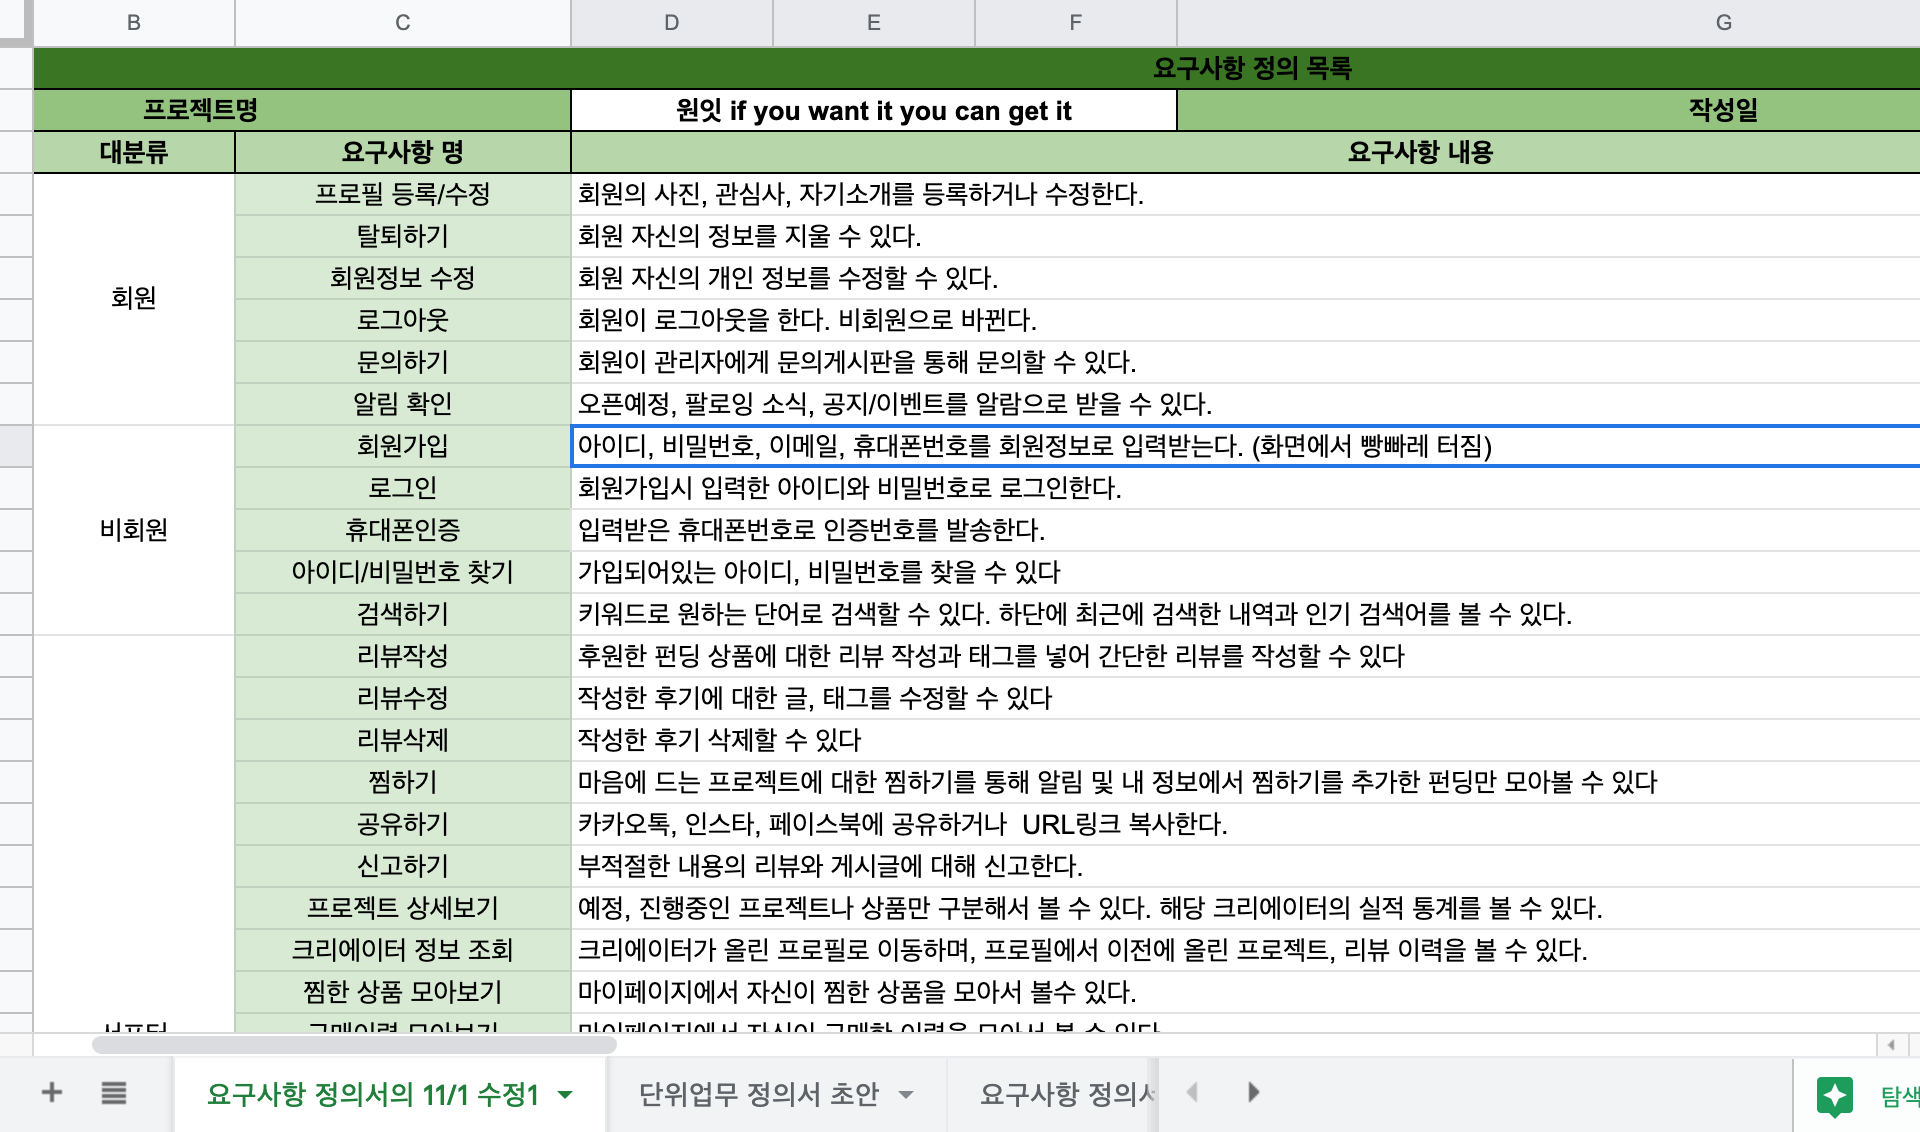 B C D E F G
요구사항 정의 목록
프로젝트명 원잇 if you want it you can get it 작성일
대분류 요구사항 명 요구사항 내용
회원
프로필 등록/수정 회원의 사진, 관심사, 자기소개를 등록하거나 수정한다.
탈퇴하기 회원 자신의 정보를 지울 수 있다.
회원정보 수정 회원 자신의 개인 정보를 수정할 수 있다.
로그아웃 회원이 로그아웃을 한다. 비회원으로 바뀐다.
문의하기 회원이 관리자에게 문의게시판을 통해 문의할 수 있다.
알림 확인 오픈예정, 팔로잉 소식, 공지/이벤트를 알람으로 받을 수 있다.
비회원
회원가입 아이디, 비밀번호, 이메일, 휴대폰번호를 회원정보로 입력받는다. (화면에서 빵빠레 터짐)
로그인 회원가입시 입력한 아이디와 비밀번호로 로그인한다.
휴대폰인증 입력받은 휴대폰번호로 인증번호를 발송한다.
아이디/비밀번호 찾기 가입되어있는 아이디, 비밀번호를 찾을 수 있다
검색하기 키워드로 원하는 단어로 검색할 수 있다. 하단에 최근에 검색한 내역과 인기 검색어를 볼 수 있다.
리뷰작성 후원한 펀딩 상품에 대한 리뷰 작성과 태그를 넣어 간단한 리뷰를 작성할 수 있다
리뷰수정 작성한 후기에 대한 글, 태그를 수정할 수 있다
리뷰삭제 작성한 후기 삭제할 수 있다
찜하기 마음에 드는 프로젝트에 대한 찜하기를 통해 알림 및 내 정보에서 찜하기를 추가한 펀딩만 모아볼 수 있다
공유하기 카카오톡, 인스타, 페이스북에 공유하거나 URL링크 복사한다.
신고하기 부적절한 내용의 리뷰와 게시글에 대해 신고한다.
프로젝트 상세보기 예정, 진행중인 프로젝트나 상품만 구분해서 볼 수 있다. 해당 크리에이터의 실적 통계를 볼 수 있다.
크리에이터 정보 조회 크리에이터가 올린 프로필로 이동하며, 프로필에서 이전에 올린 프로젝트, 리뷰 이력을 볼 수 있다.
찜한 상품 모아보기 마이페이지에서 자신이 찜한 상품을 모아서 볼수 있다.
서포터 구매이력 모아보기 마이페이지에서 자신이 구매한 이력을 모아서 볼 수 있다
요구사항 정의서의 11/1 수정1 단위업무 정의서 초안 요구사항 정의서 탐색